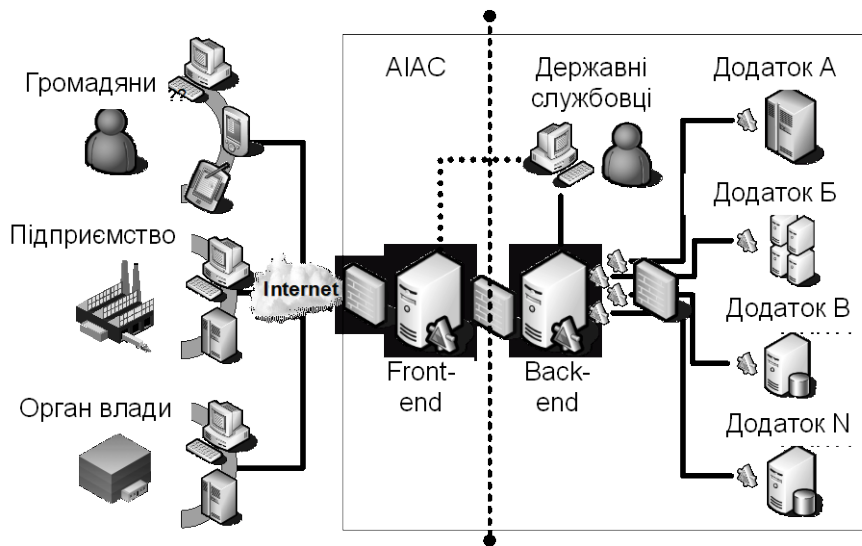 Громадяни
??
Підприємство
Орган влади
Internet
АІАС
Front-
end
Back-
end
Державні
службовці
Додаток А
Додаток Б
Додаток В
Додаток N